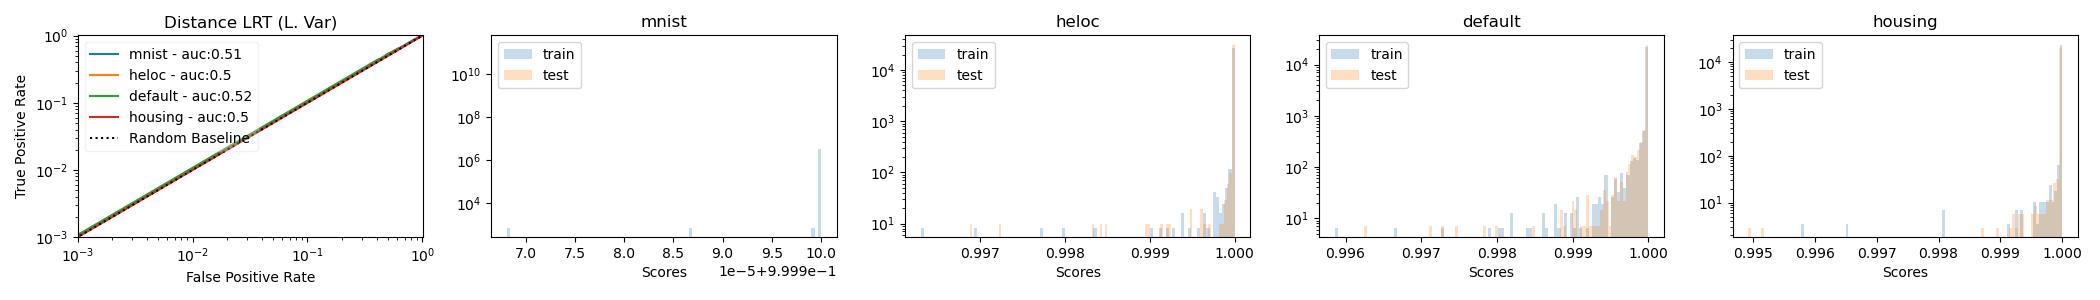 Distance LRT (L. Var)
True Positive Rate
10^0
10^-1
10^-2
10^-3
mnist - auc:0.51
heloc - auc:0.5
default - auc:0.52
housing - auc:0.5
Random Baseline
10^-3 10^-2 10^-1 10^0
False Positive Rate
mnist
train
test
10^10
10^8
10^6
10^4
7.0 7.5 8.0 8.5 9.0 9.5 10.0
Scores 1e-5+9.999e-1
heloc
train
test
10^4
10^3
10^2
10^1
0.997 0.998 0.999 1.000
Scores
default
train
test
10^4
10^3
10^2
10^1
0.996 0.997 0.998 0.999 1.000
Scores
housing
train
test
10^4
10^3
10^2
10^1
0.995 0.996 0.997 0.998 0.999 1.000
Scores